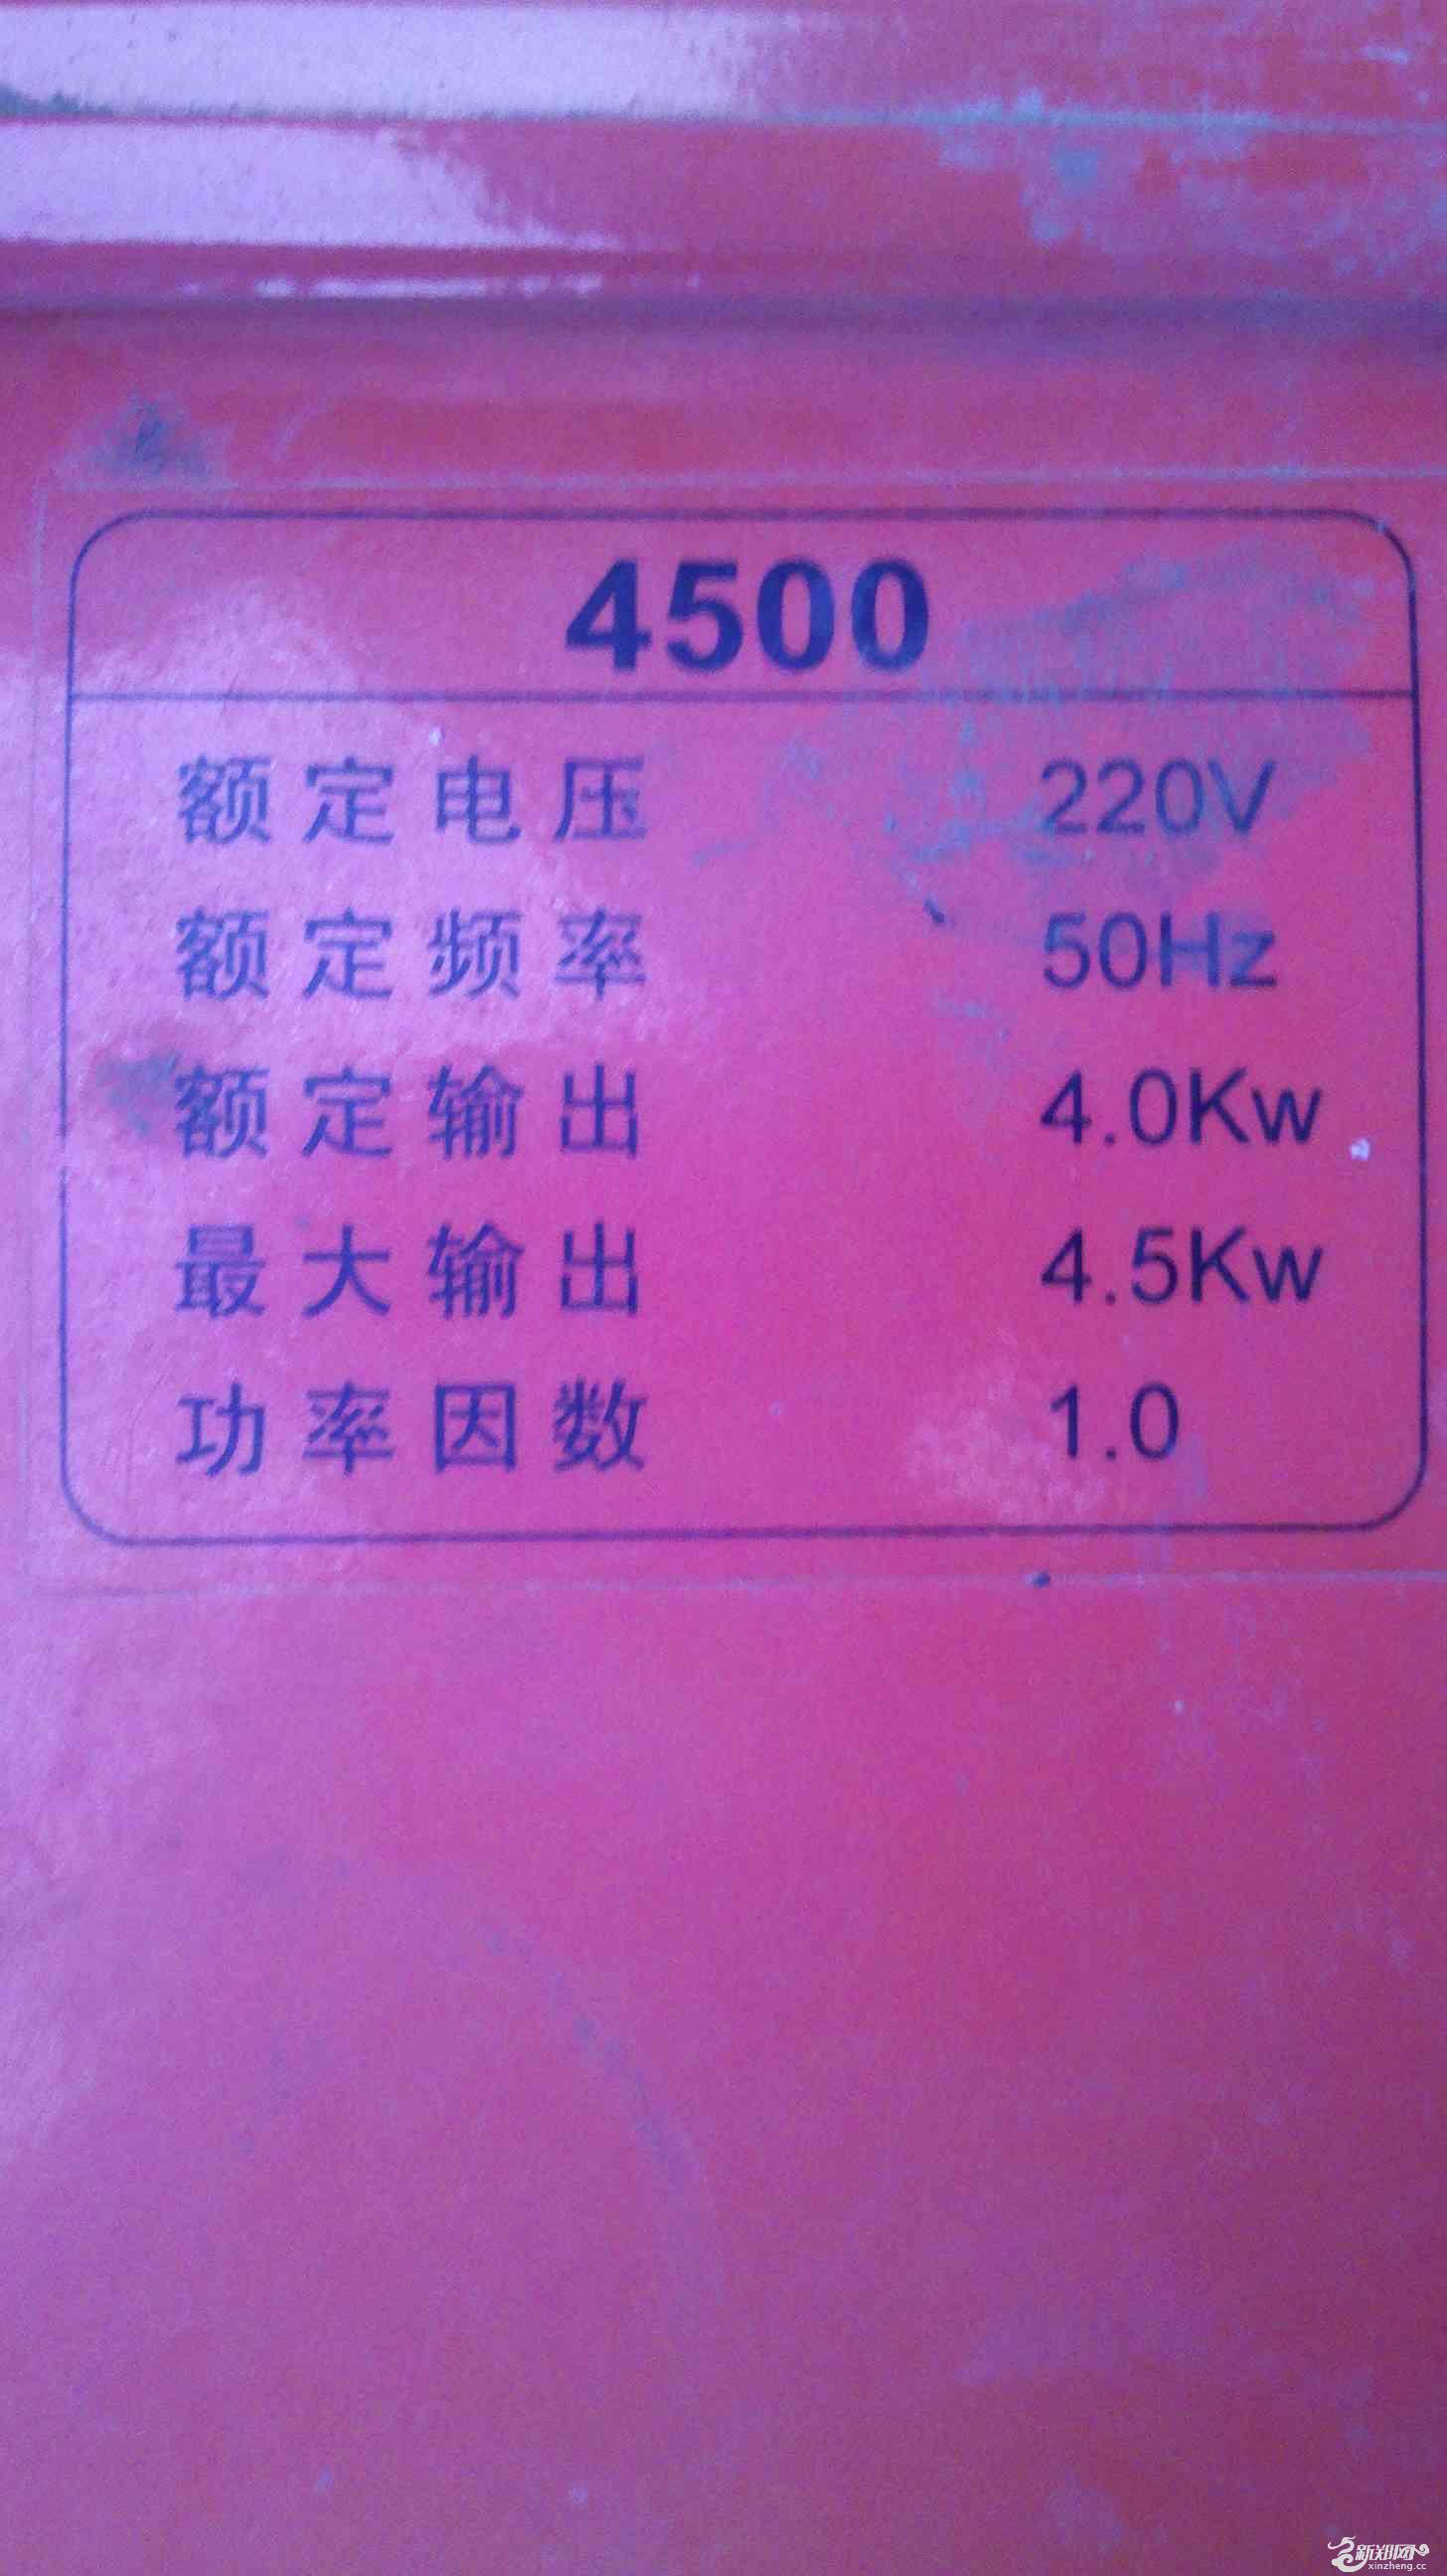 4500
额定电压 220V
额定频率 50Hz
额定输出 4.0Kw
最大输出 4.5Kw
功率因数 1.0
新郑网
xinzheng.cc